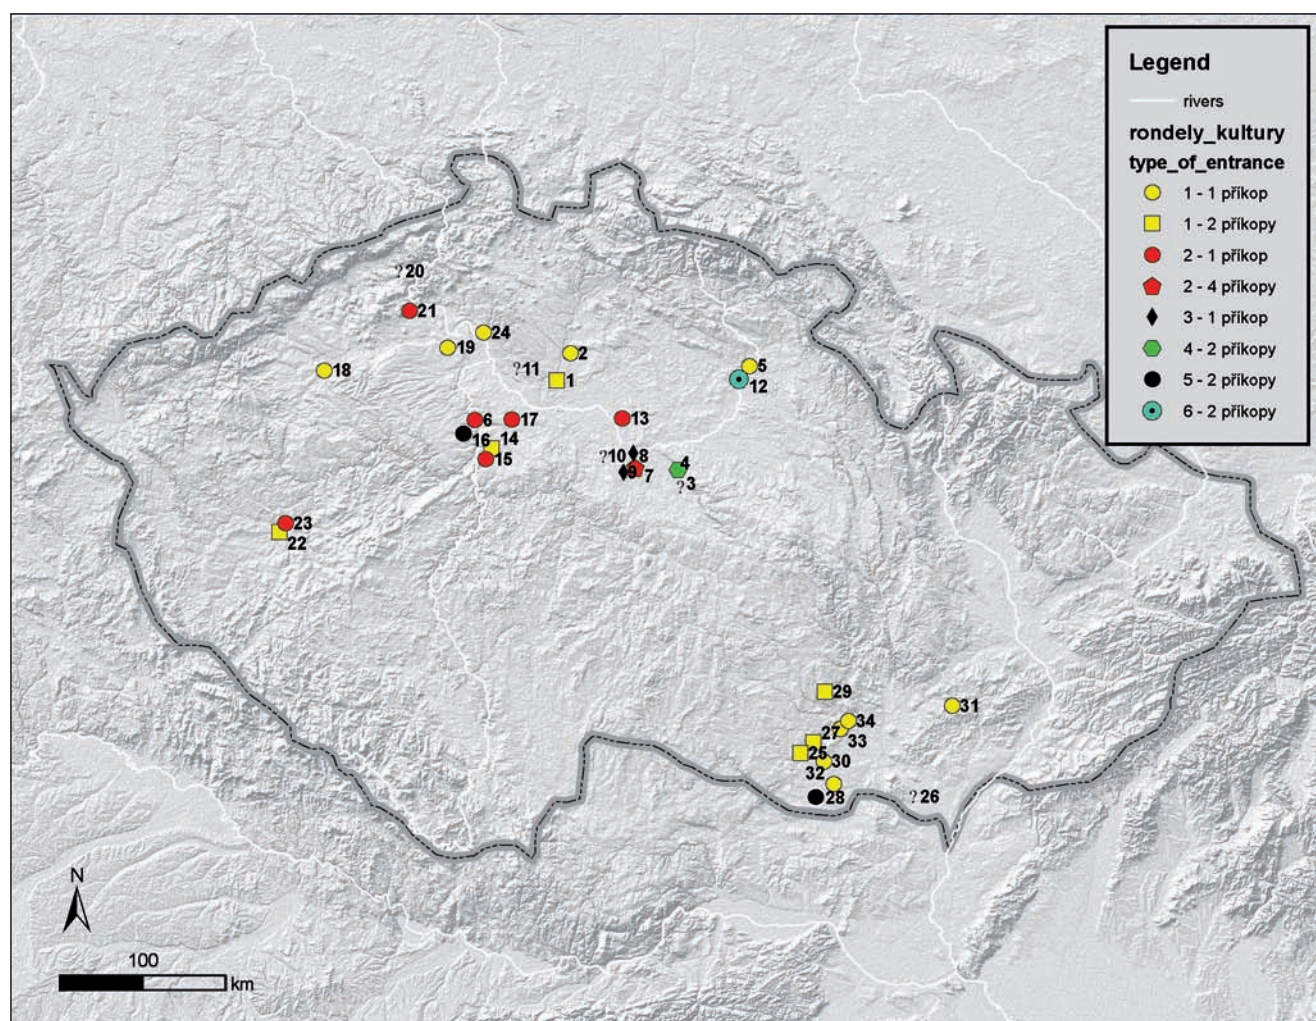 Legend
rivers
rondely_kultury
type_of_entrance
1 - 1 příkop
1 - 2 příkopy
2 - 1 příkop
2 - 4 příkopy
3 - 1 příkop
4 - 2 příkopy
5 - 2 příkopy
6 - 2 příkopy
?20
21
24
19
2
?11
1
18
5
12
6
17
13
16
14
15
?10
8
9
7
4
?3
23
22
29
31
34
27
33
25
30
32
28
?26
N
100
km